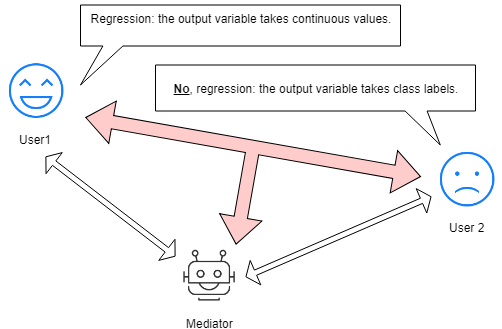 Regression: the output variable takes continuous values.
No, regression: the output variable takes class labels.
User1
User 2
Mediator